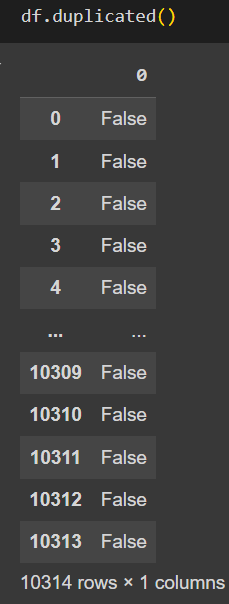 df.duplicated()
0
0 False
1 False
2 False
3 False
4 False
... ...
10309 False
10310 False
10311 False
10312 False
10313 False
10314 rows × 1 columns